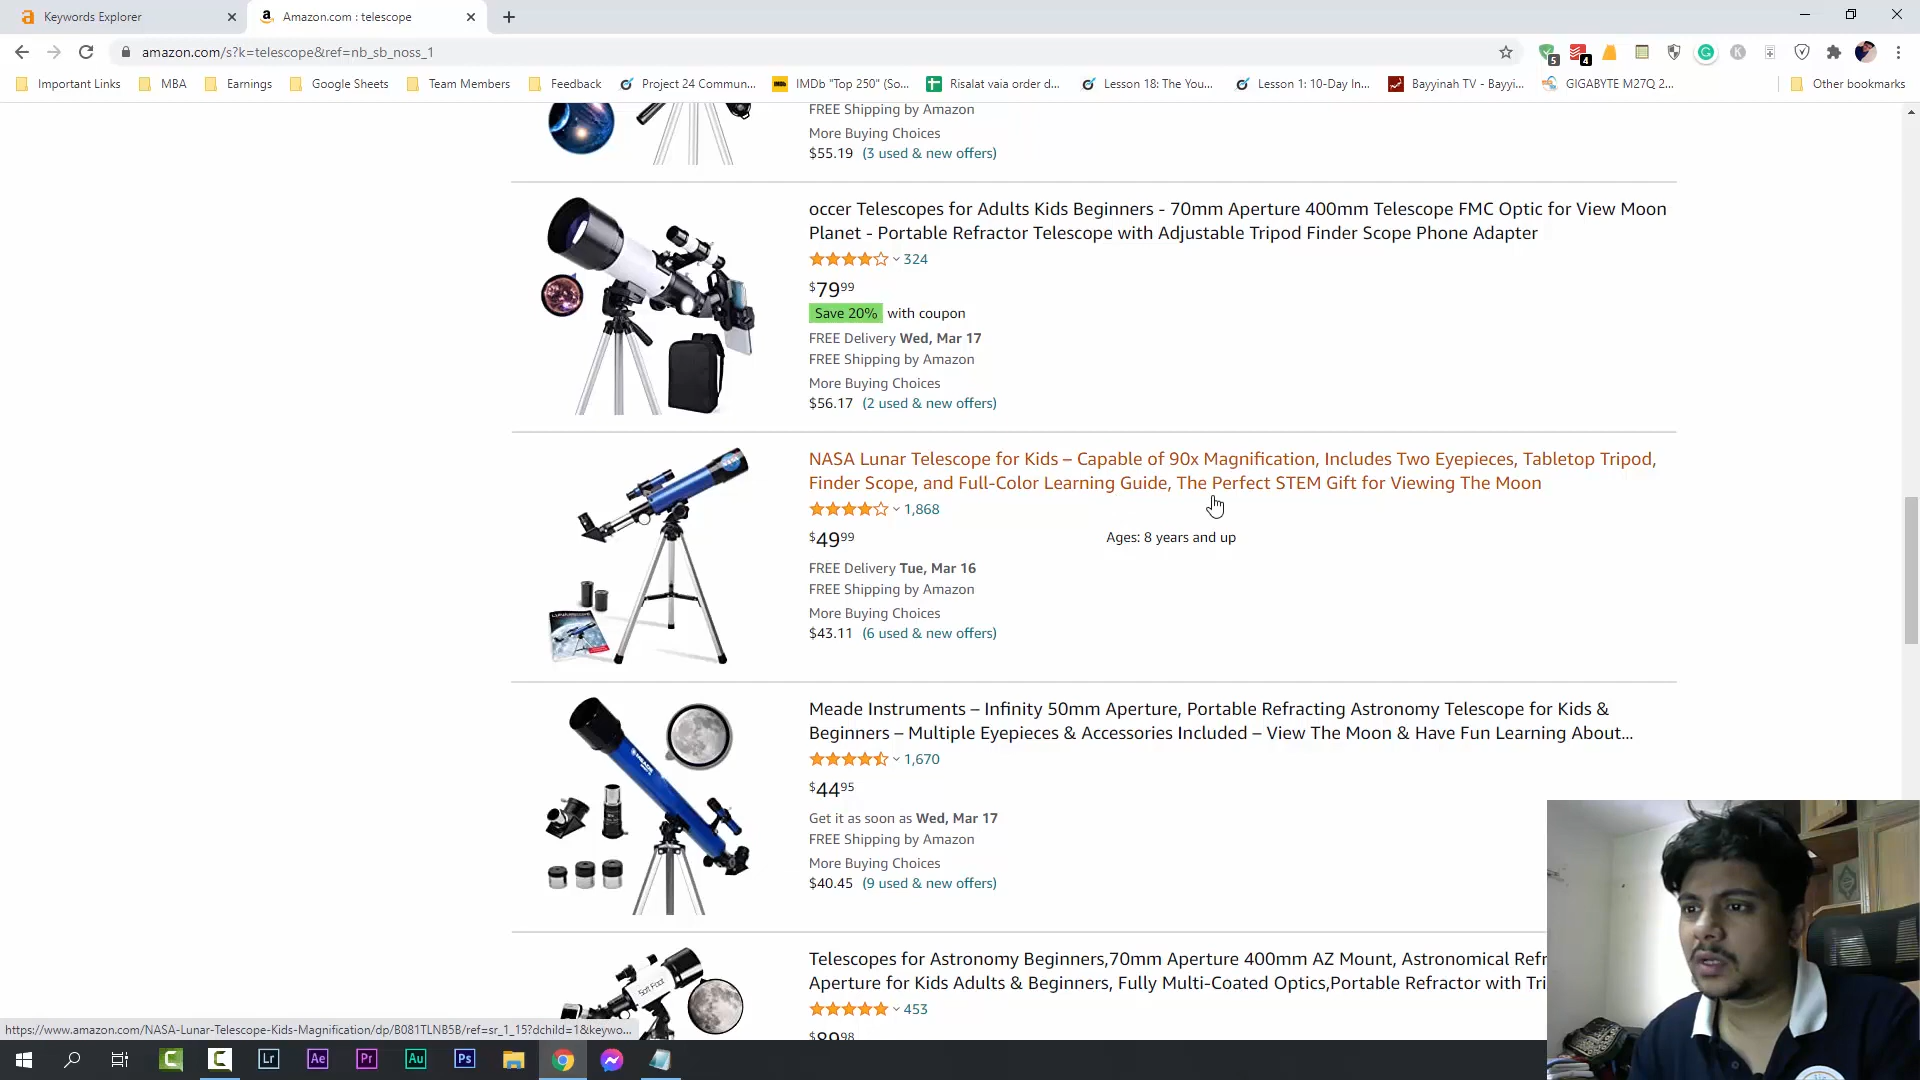 Keywords Explorer
Amazon.com : telescope
amazon.com/s?k=telescope&ref=nb_sb_noss_1
5
4
Important Links
MBA
Earnings
Google Sheets
Team Members
Feedback
Project 24 Commun...
IMDb "Top 250" (So...
Risalat vaia order d...
Lesson 18: The You...
Lesson 1: 10-Day In...
Bayyinah TV - Bayyi...
GIGABYTE M27Q 2...
Other bookmarks
FREE Shipping by Amazon
More Buying Choices
$55.19 (3 used & new offers)
occer Telescopes for Adults Kids Beginners - 70mm Aperture 400mm Telescope FMC Optic for View Moon
Planet - Portable Refractor Telescope with Adjustable Tripod Finder Scope Phone Adapter
324
$79.99
Save 20% with coupon
FREE Delivery Wed, Mar 17
FREE Shipping by Amazon
More Buying Choices
$56.17 (2 used & new offers)
NASA Lunar Telescope for Kids – Capable of 90x Magnification, Includes Two Eyepieces, Tabletop Tripod,
Finder Scope, and Full-Color Learning Guide, The Perfect STEM Gift for Viewing The Moon
1,868
$49.99
Ages: 8 years and up
FREE Delivery Tue, Mar 16
FREE Shipping by Amazon
More Buying Choices
$43.11 (6 used & new offers)
Meade Instruments – Infinity 50mm Aperture, Portable Refracting Astronomy Telescope for Kids &
Beginners – Multiple Eyepieces & Accessories Included – View The Moon & Have Fun Learning About...
1,670
$44.95
Get it as soon as Wed, Mar 17
FREE Shipping by Amazon
More Buying Choices
$40.45 (9 used & new offers)
Telescopes for Astronomy Beginners,70mm Aperture 400mm AZ Mount, Astronomical Refr
Aperture for Kids Adults & Beginners, Fully Multi-Coated Optics,Portable Refractor with Tri
453
$89.98
https://www.amazon.com/NASA-Lunar-Telescope-Kids-Magnification/dp/B081TLNB5B/ref=sr_1_15?dchild=1&keywo...
Lr
Ae
Pr
Au
Ps